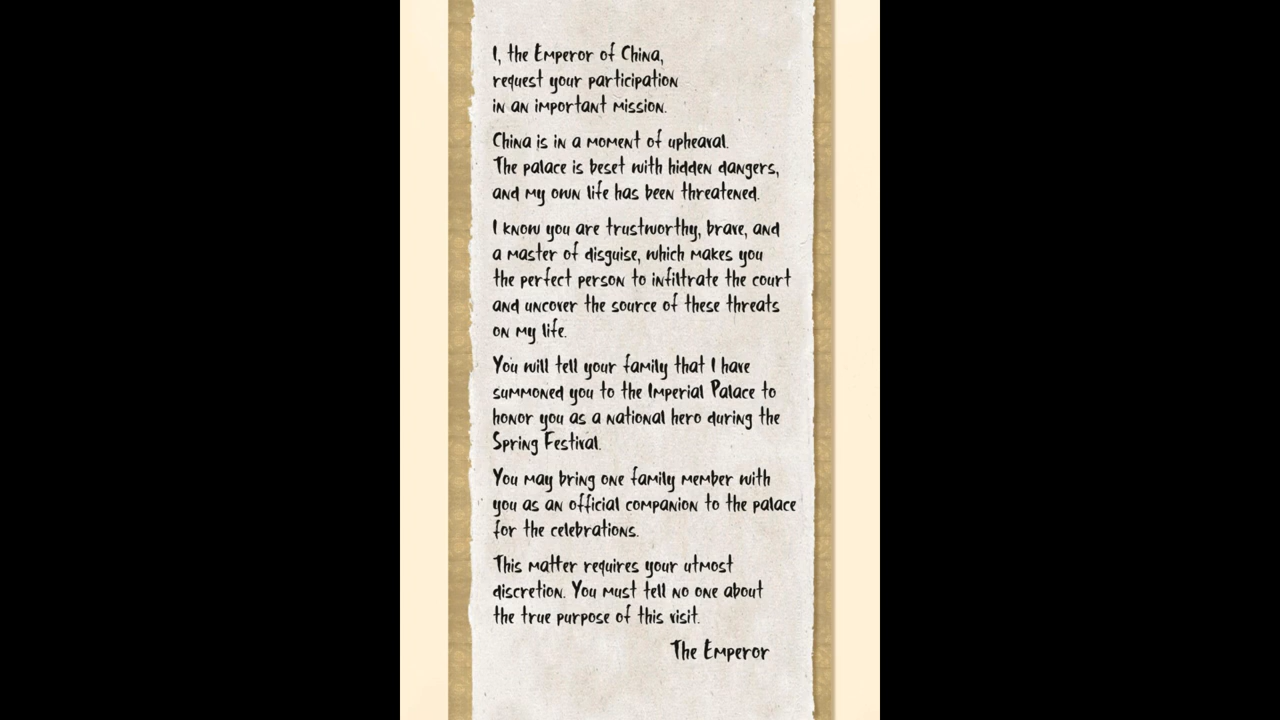 I, the Emperor of China,
request your participation
in an important mission.
China is in a moment of upheaval.
The palace is beset with hidden dangers,
and my own life has been threatened.
I know you are trustworthy, brave, and
a master of disguise, which makes you
the perfect person to infiltrate the court
and uncover the source of these threats
on my life.
You will tell your family that I have
summoned you to the Imperial Palace to
honor you as a national hero during the
Spring Festival.
You may bring one family member with
you as an official companion to the palace
for the celebrations.
This matter requires your utmost
discretion. You must tell no one about
the true purpose of this visit.
The Emperor